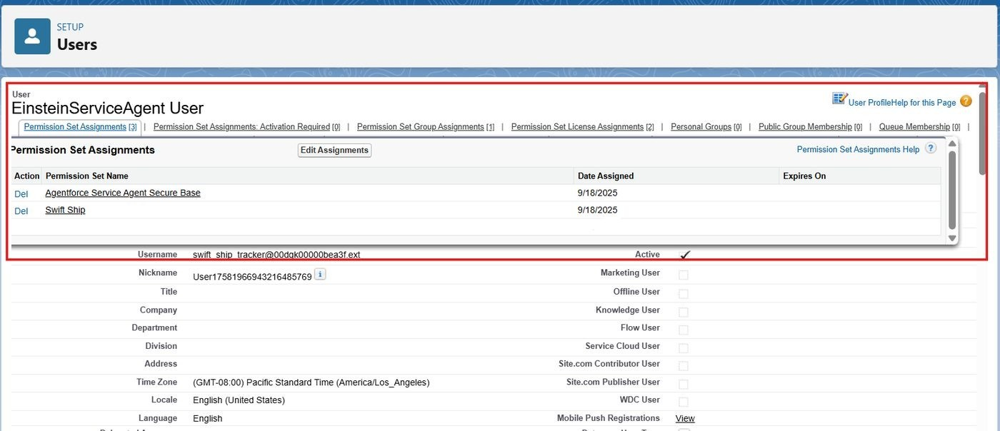 SETUP
Users
User
EinsteinServiceAgent User
User Profile Help for this Page ?
Permission Set Assignments [3] | Permission Set Assignments: Activation Required [0] | Permission Set Group Assignments [1] | Permission Set License Assignments [2] | Personal Groups [0] | Public Group Membership [0] | Queue Membership [0] |
Permission Set Assignments Edit Assignments Permission Set Assignments Help ?
Action Permission Set Name Date Assigned Expires On
Del Agentforce Service Agent Secure Base 9/18/2025
Del Swift Ship 9/18/2025
Username swift_ship_tracker@00dgk00000bea3f.ext Active
Nickname User17581966943216485769 i Marketing User
Title Offline User
Company Knowledge User
Department Flow User
Division Service Cloud User
Address Site.com Contributor User
Time Zone (GMT-08:00) Pacific Standard Time (America/Los_Angeles) Site.com Publisher User
Locale English (United States) WDC User
Language English Mobile Push Registrations View